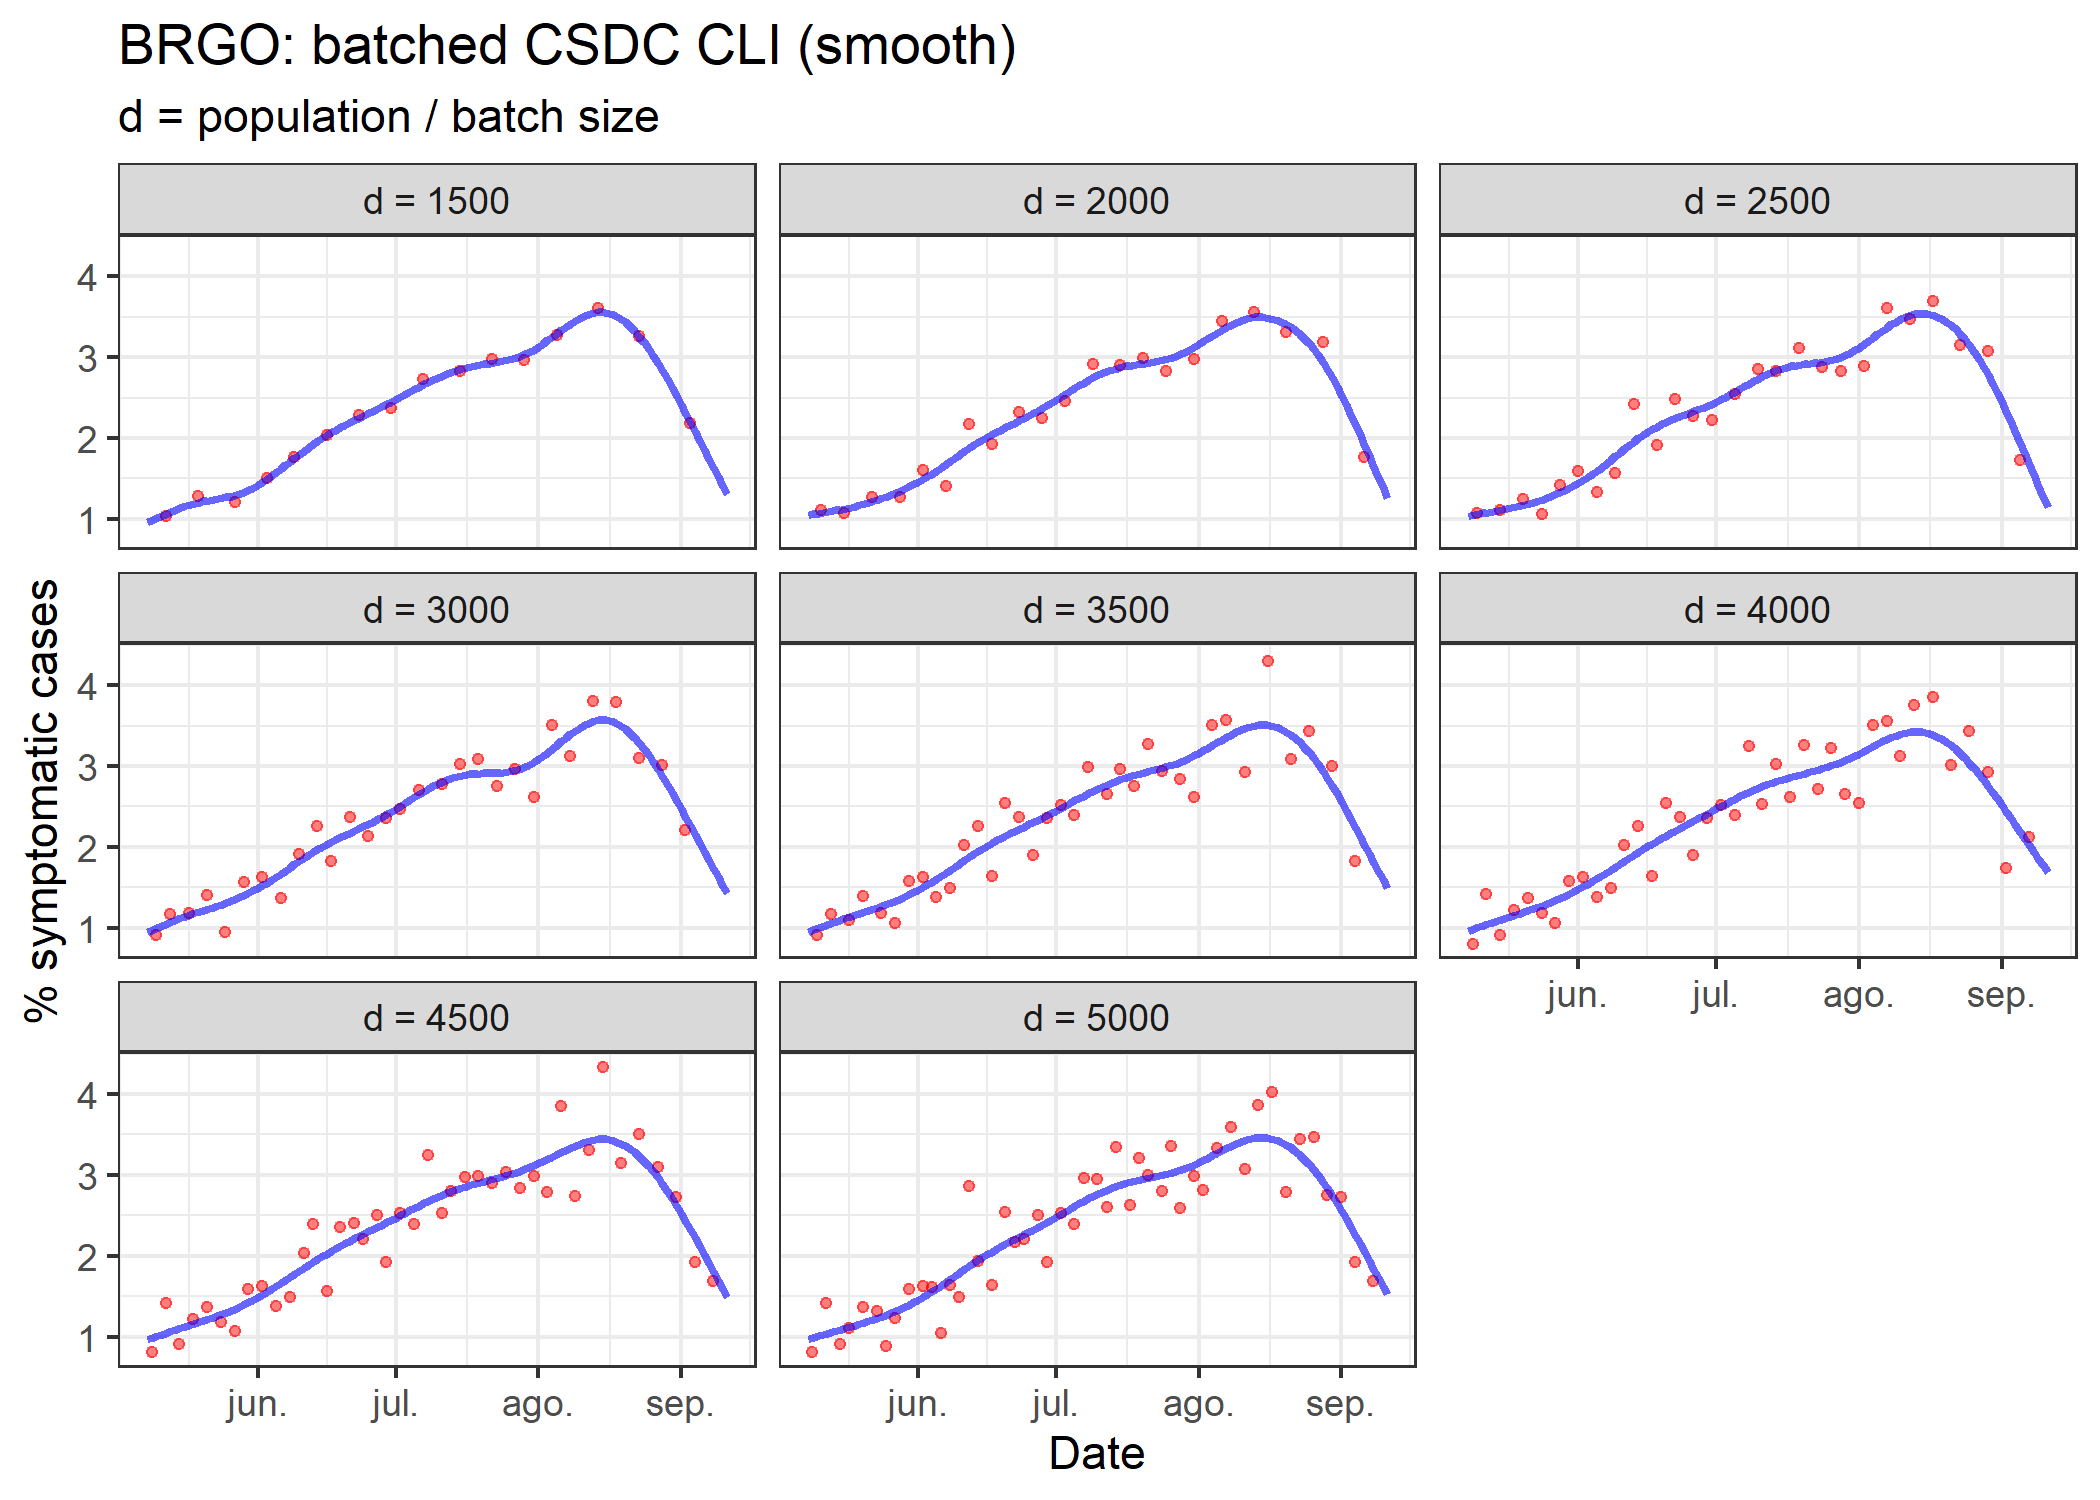 BRGO: batched CSDC CLI (smooth)
d = population / batch size
d = 1500
d = 2000
d = 2500
4
3
2
1
d = 3000
d = 3500
d = 4000
4
3
2
1
% symptomatic cases
jun.
jul.
ago.
sep.
d = 4500
d = 5000
4
3
2
1
jun.
jul.
ago.
sep.
jun.
jul.
ago.
sep.
Date